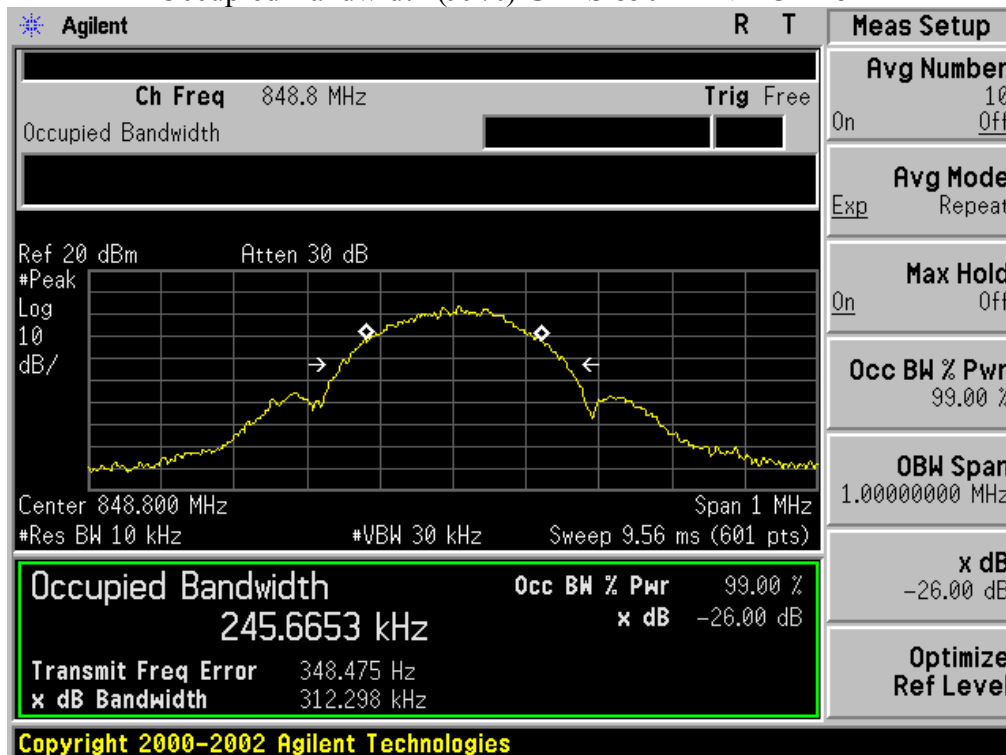 Agilent R T
Meas Setup
Ch Freq 848.8 MHz Trig Free
Occupied Bandwidth
Avg Number
10
On Off
Avg Mode
Exp Repeat
Max Hold
On Off
Occ BW % Pwr
99.00 %
OBW Span
1.00000000 MHz
x dB
-26.00 dB
Optimize
Ref Level
Ref 20 dBm Atten 30 dB
#Peak
Log
10
dB/
Center 848.800 MHz Span 1 MHz
#Res BW 10 kHz #VBW 30 kHz Sweep 9.56 ms (601 pts)
Occupied Bandwidth Occ BW % Pwr 99.00 %
245.6653 kHz x dB -26.00 dB
Transmit Freq Error 348.475 Hz
x dB Bandwidth 312.298 kHz
Copyright 2000-2002 Agilent Technologies